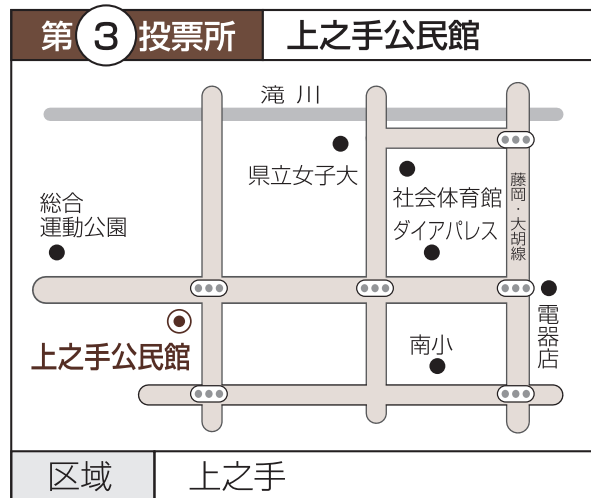 第3投票所 上之手公民館
滝川
県立女子大
社会体育館
ダイアパレス
藤岡・大胡線
総合
運動公園
電器店
上之手公民館
南小
区域 上之手